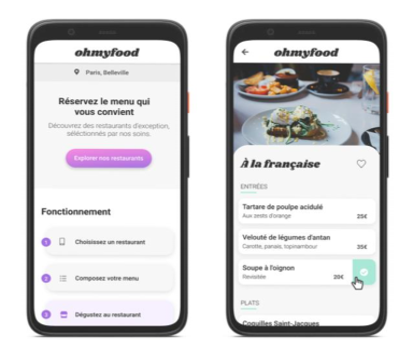 ohmyfood
Paris, Belleville
Réservez le menu qui
vous convient
Découvrez des restaurants d'exception,
sélectionnés par nos soins.
Explorer nos restaurants
Fonctionnement
1 Choisissez un restaurant
2 Composez votre menu
3 Dégustez au restaurant
ohmyfood
À la française
ENTRÉES
Tartare de poulpe acidulé
Aux zests d'orange 25€
Velouté de légumes d'antan
Carotte, panais, topinambour 35€
Soupe à l'oignon
Revisitée 20€
PLATS
Coquilles Saint-Jacques